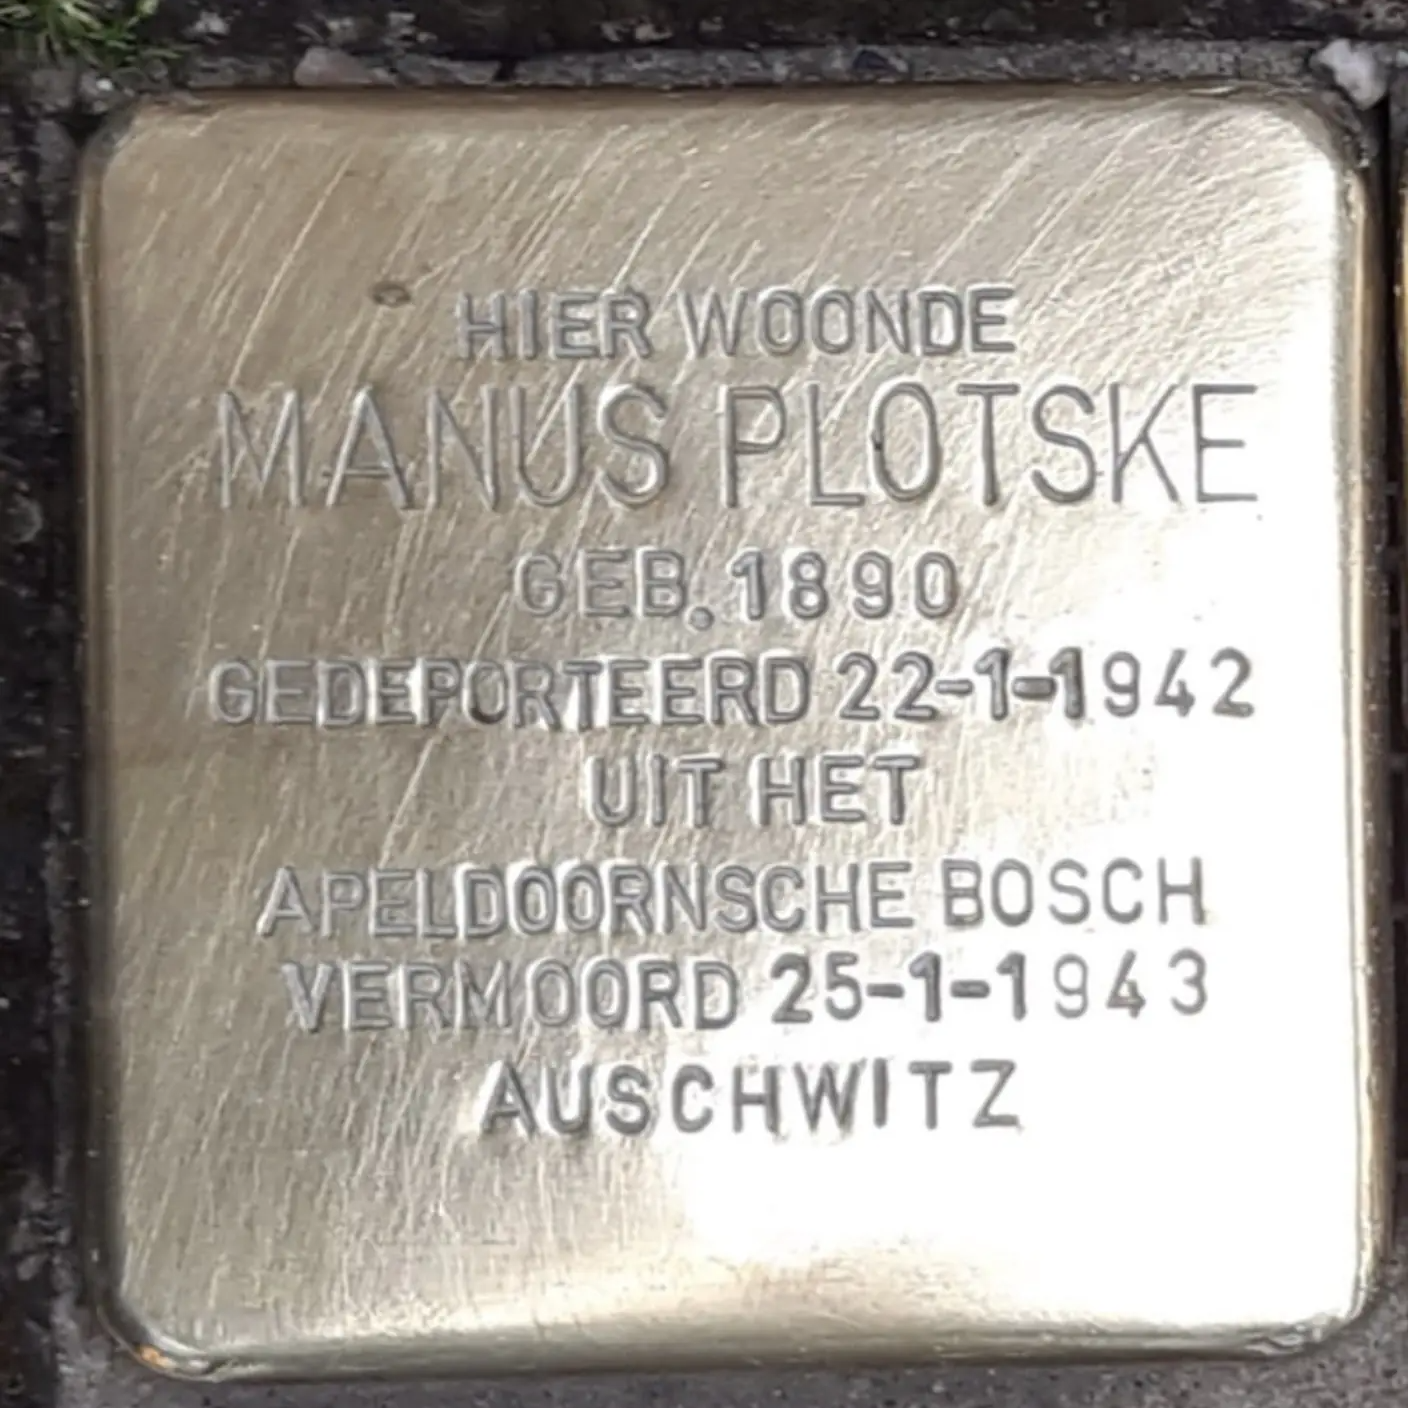 HIER WOONDE
MANUS PLOTSKE
GEB. 1890
GEDEPORTEERD 22-1-1942
UIT HET
APELDOORNSCHE BOSCH
VERMOORD 25-1-1943
AUSCHWITZ